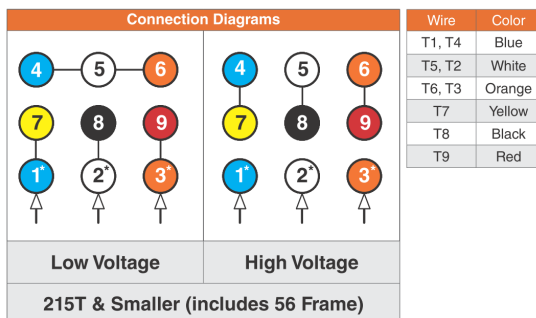 Connection Diagrams
4 5 6
7 8 9
1* 2* 3*
4 5 6
7 8 9
1* 2* 3*
Low Voltage High Voltage
215T & Smaller (includes 56 Frame)
Wire Color
T1, T4 Blue
T5, T2 White
T6, T3 Orange
T7 Yellow
T8 Black
T9 Red